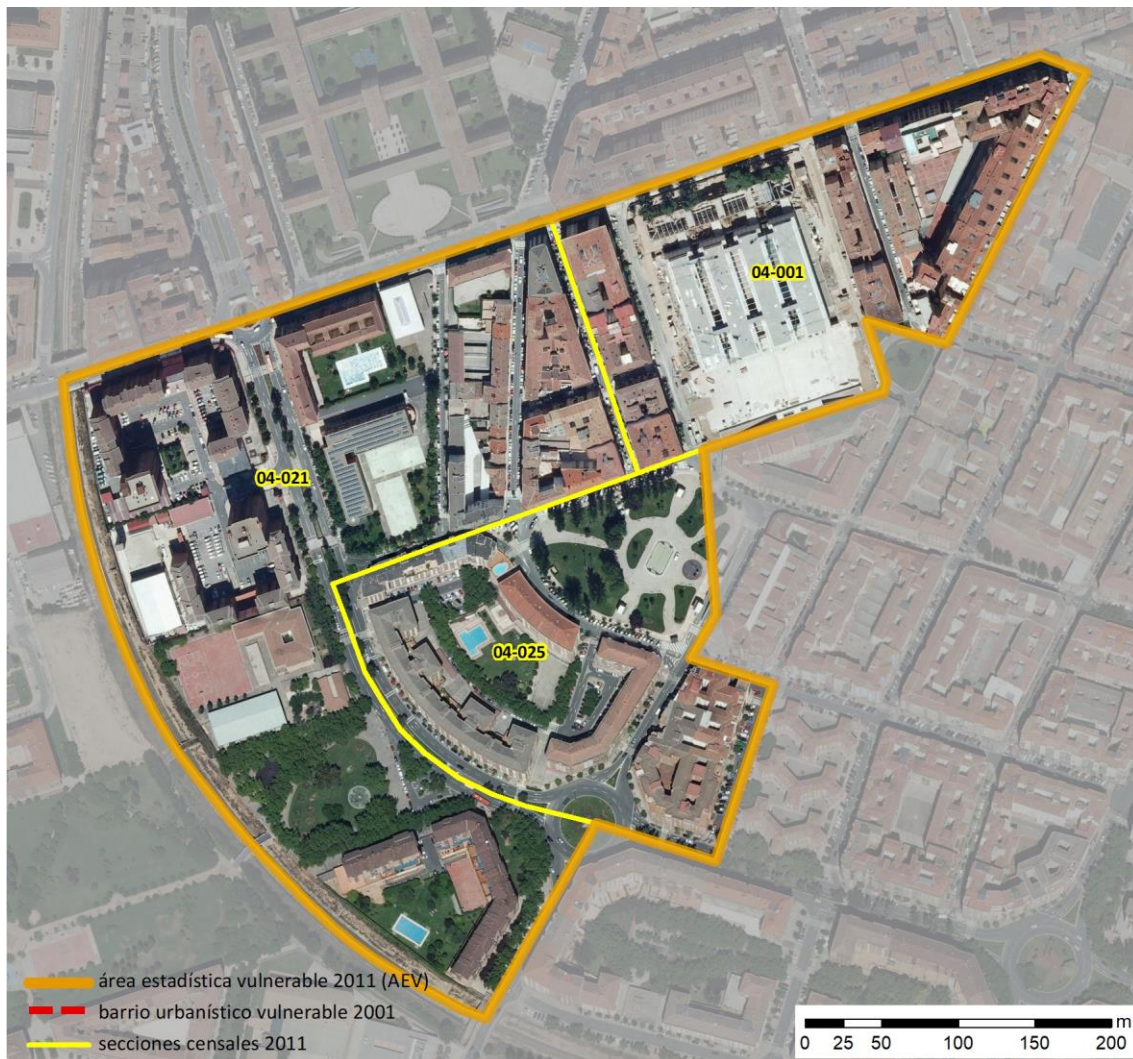 04-001
04-021
04-025
área estadística vulnerable 2011 (AEV)
barrio urbanístico vulnerable 2001
secciones censales 2011
m
0 25 50 100 150 200